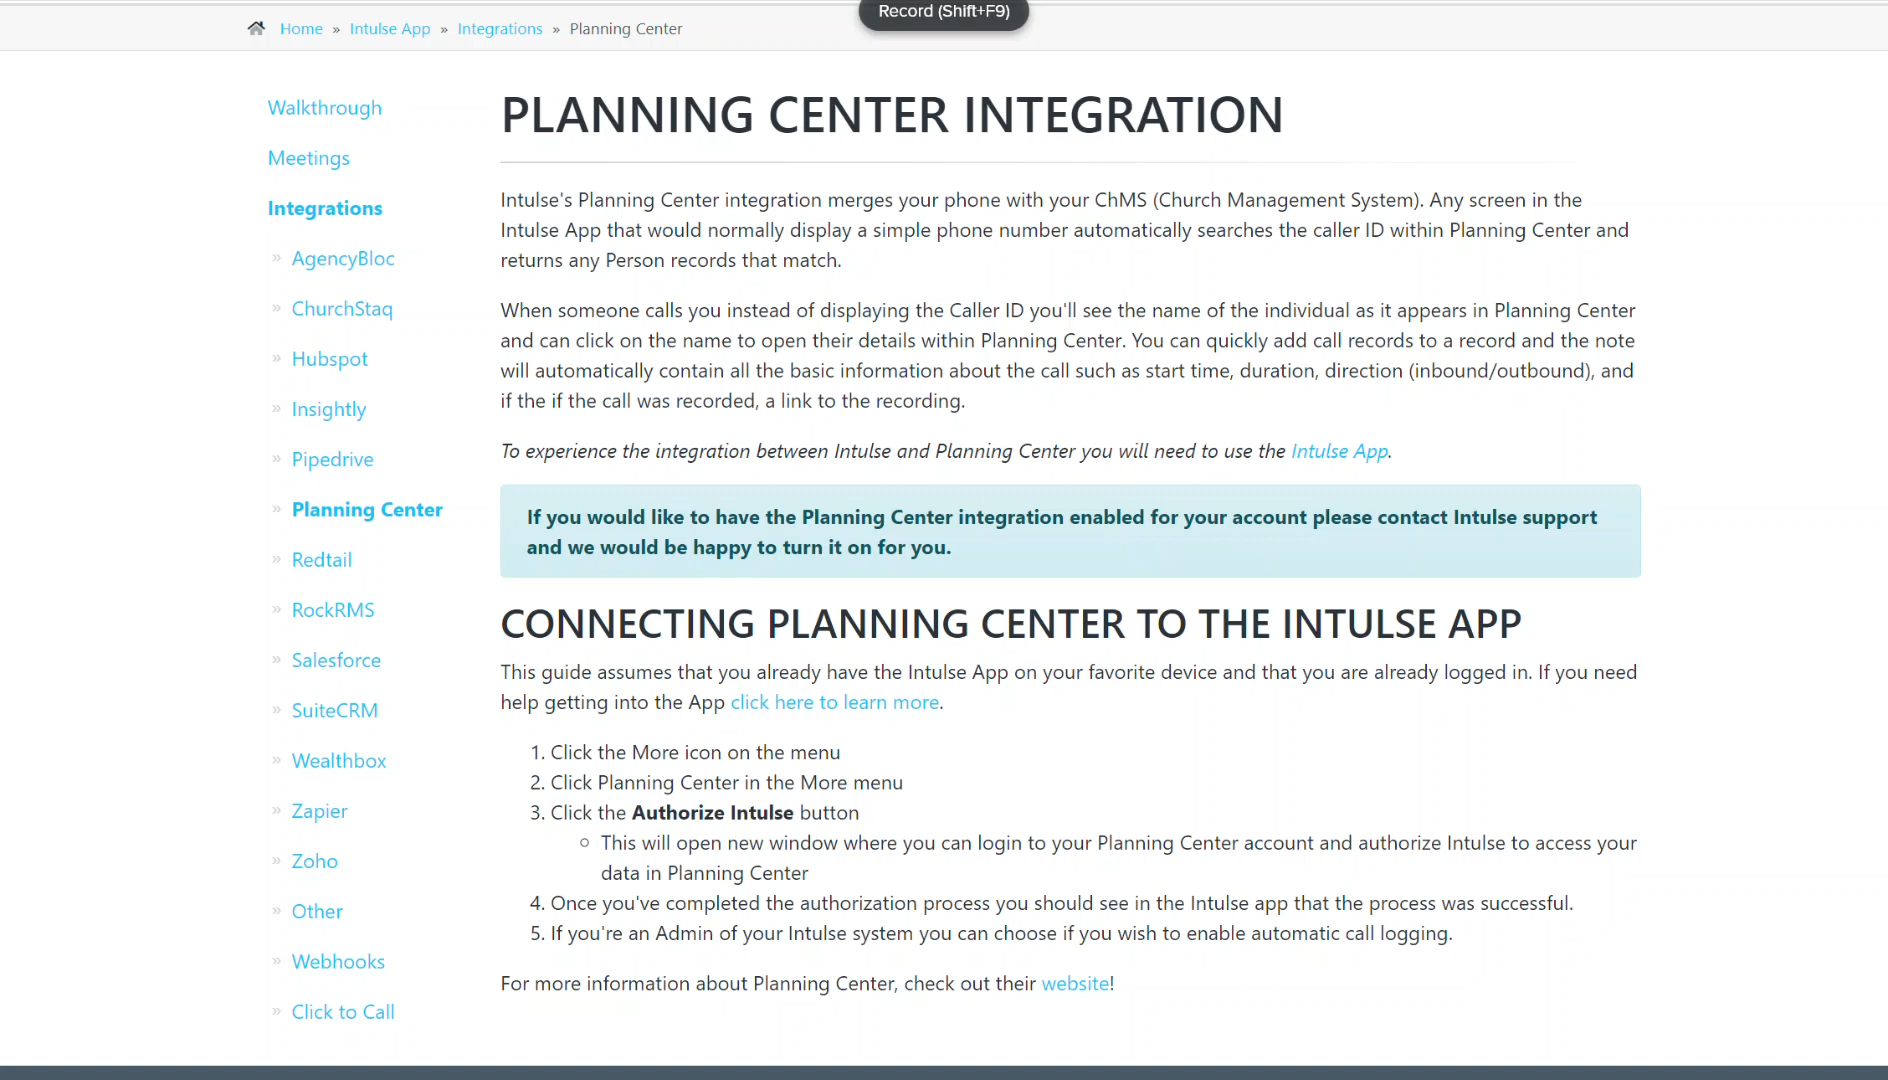 Record (Shift+F9)
Home » Intulse App » Integrations » Planning Center
Walkthrough
Meetings
Integrations
» AgencyBloc
» ChurchStaq
» Hubspot
» Insightly
» Pipedrive
» Planning Center
» Redtail
» RockRMS
» Salesforce
» SuiteCRM
» Wealthbox
» Zapier
» Zoho
» Other
» Webhooks
» Click to Call
PLANNING CENTER INTEGRATION
Intulse's Planning Center integration merges your phone with your ChMS (Church Management System). Any screen in the
Intulse App that would normally display a simple phone number automatically searches the caller ID within Planning Center and
returns any Person records that match.
When someone calls you instead of displaying the Caller ID you'll see the name of the individual as it appears in Planning Center
and can click on the name to open their details within Planning Center. You can quickly add call records to a record and the note
will automatically contain all the basic information about the call such as start time, duration, direction (inbound/outbound), and
if the if the call was recorded, a link to the recording.
To experience the integration between Intulse and Planning Center you will need to use the Intulse App.
If you would like to have the Planning Center integration enabled for your account please contact Intulse support
and we would be happy to turn it on for you.
CONNECTING PLANNING CENTER TO THE INTULSE APP
This guide assumes that you already have the Intulse App on your favorite device and that you are already logged in. If you need
help getting into the App click here to learn more.
1. Click the More icon on the menu
2. Click Planning Center in the More menu
3. Click the Authorize Intulse button
○ This will open new window where you can login to your Planning Center account and authorize Intulse to access your
data in Planning Center
4. Once you've completed the authorization process you should see in the Intulse app that the process was successful.
5. If you're an Admin of your Intulse system you can choose if you wish to enable automatic call logging.
For more information about Planning Center, check out their website!